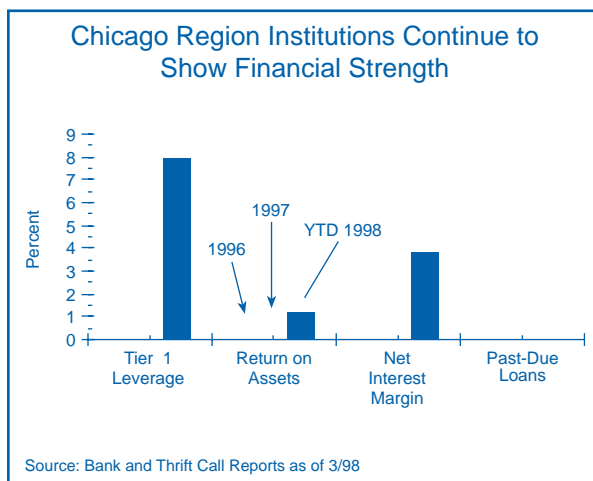 Chicago Region Institutions Continue to
Show Financial Strength
9
8
7
6
5
4
3
2
1
0
Percent
1996
1997
YTD 1998
Tier 1
Leverage
Return on
Assets
Net
Interest
Margin
Past-Due
Loans
Source: Bank and Thrift Call Reports as of 3/98